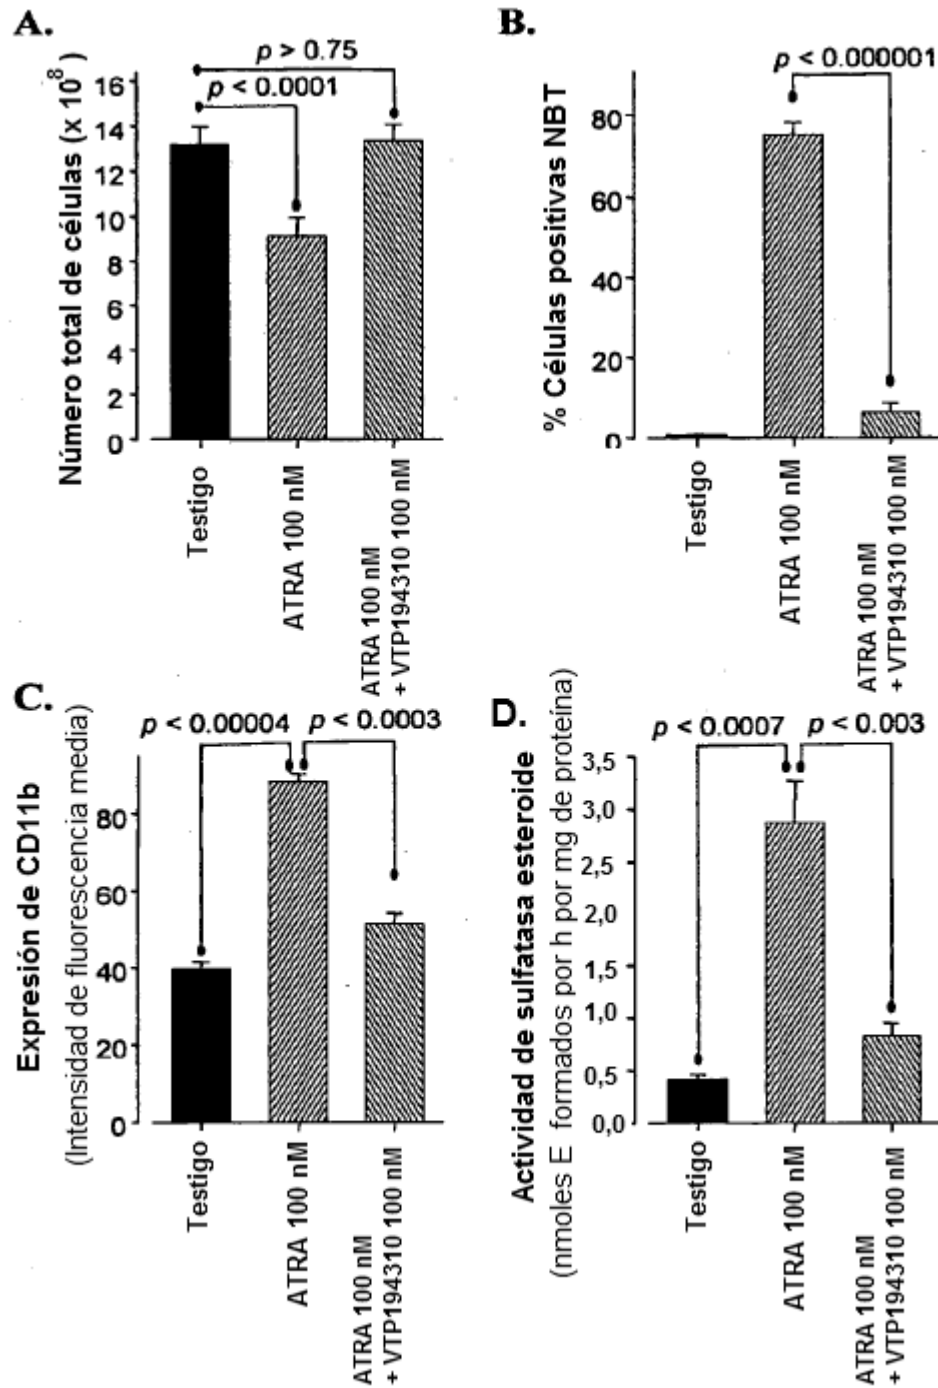 A.
p > 0.75
p < 0.0001
Número total de células (x 10⁸)
16
14
12
10
8
6
4
2
0
Testigo
ATRA 100 nM
ATRA 100 nM
+ VTP194310 100 nM
B.
p < 0.000001
% Células positivas NBT
80
60
40
20
0
Testigo
ATRA 100 nM
ATRA 100 nM
+ VTP194310 100 nM
C.
p < 0.00004
p < 0.0003
Expresión de CD11b
(Intensidad de fluorescencia media)
80
60
40
20
0
Testigo
ATRA 100 nM
ATRA 100 nM
+ VTP194310 100 nM
D.
p < 0.0007
p < 0.003
Actividad de sulfatasa esteroide
(nmoles E formados por h por mg de proteína)
3,5
3,0
2,5
2,0
1,5
1,0
0,5
0,0
Testigo
ATRA 100 nM
ATRA 100 nM
+ VTP194310 100 nM